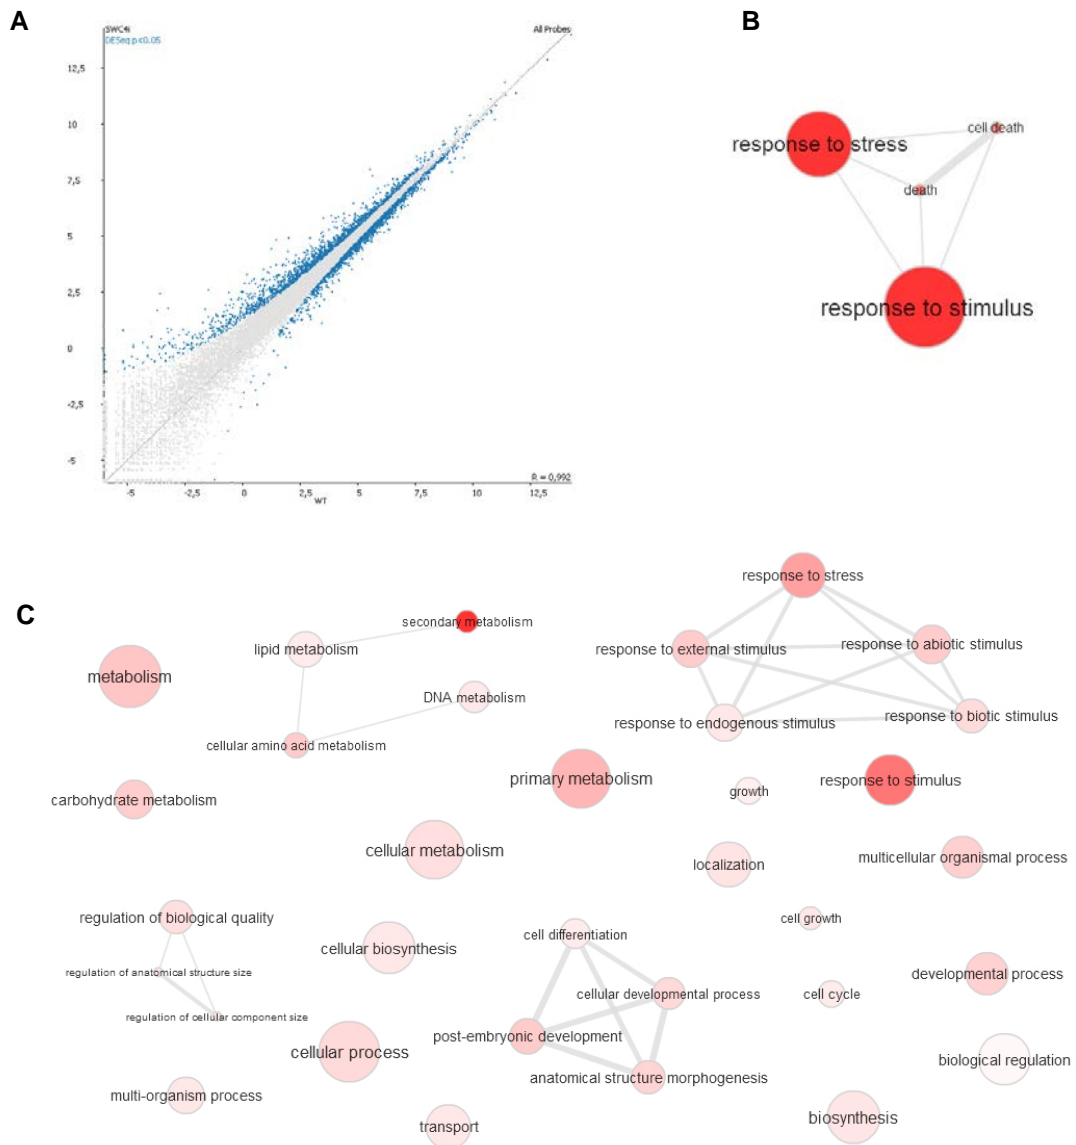 A
SWC4i
DESeq p<0.05
All Probes
12,5
10
7,5
5
2,5
0
-2,5
-5
-5
-2,5
0
2,5
5
7,5
10
12,5
WT
R = 0,992
B
cell death
response to stress
death
response to stimulus
C
response to stress
secondary metabolism
lipid metabolism
response to external stimulus
response to abiotic stimulus
metabolism
DNA metabolism
response to endogenous stimulus
response to biotic stimulus
cellular amino acid metabolism
primary metabolism
response to stimulus
carbohydrate metabolism
growth
cellular metabolism
localization
multicellular organismal process
regulation of biological quality
cell growth
cell differentiation
cellular biosynthesis
regulation of anatomical structure size
developmental process
cellular developmental process
cell cycle
regulation of cellular component size
post-embryonic development
cellular process
biological regulation
anatomical structure morphogenesis
multi-organism process
transport
biosynthesis